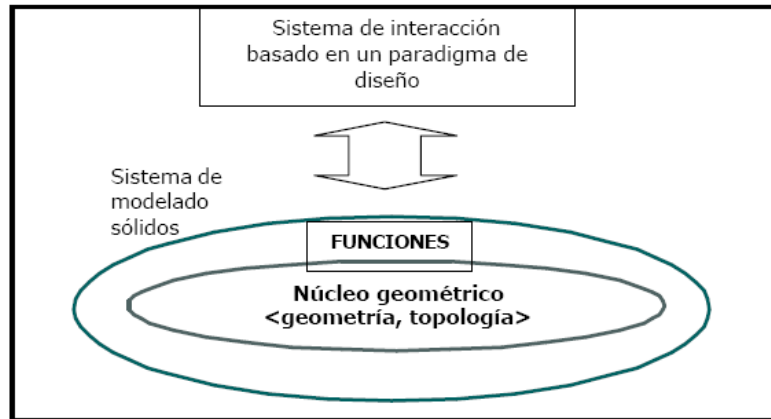 Sistema de interacción
basado en un paradigma de
diseño
Sistema de
modelado
sólidos
FUNCIONES
Núcleo geométrico
<geometría, topología>